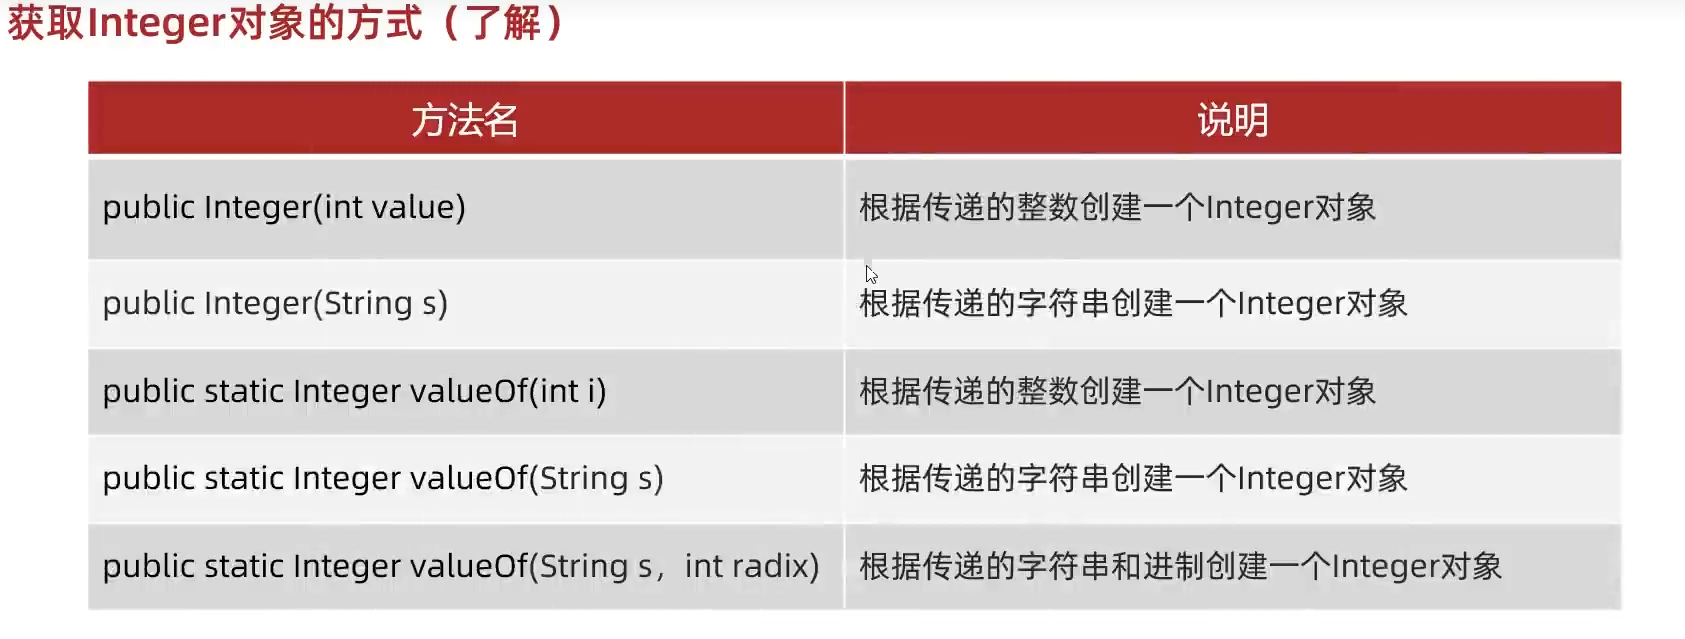 获取Integer对象的方式（了解）
方法名 说明
public Integer(int value) 根据传递的整数创建一个Integer对象
public Integer(String s) 根据传递的字符串创建一个Integer对象
public static Integer valueOf(int i) 根据传递的整数创建一个Integer对象
public static Integer valueOf(String s) 根据传递的字符串创建一个Integer对象
public static Integer valueOf(String s，int radix) 根据传递的字符串和进制创建一个Integer对象